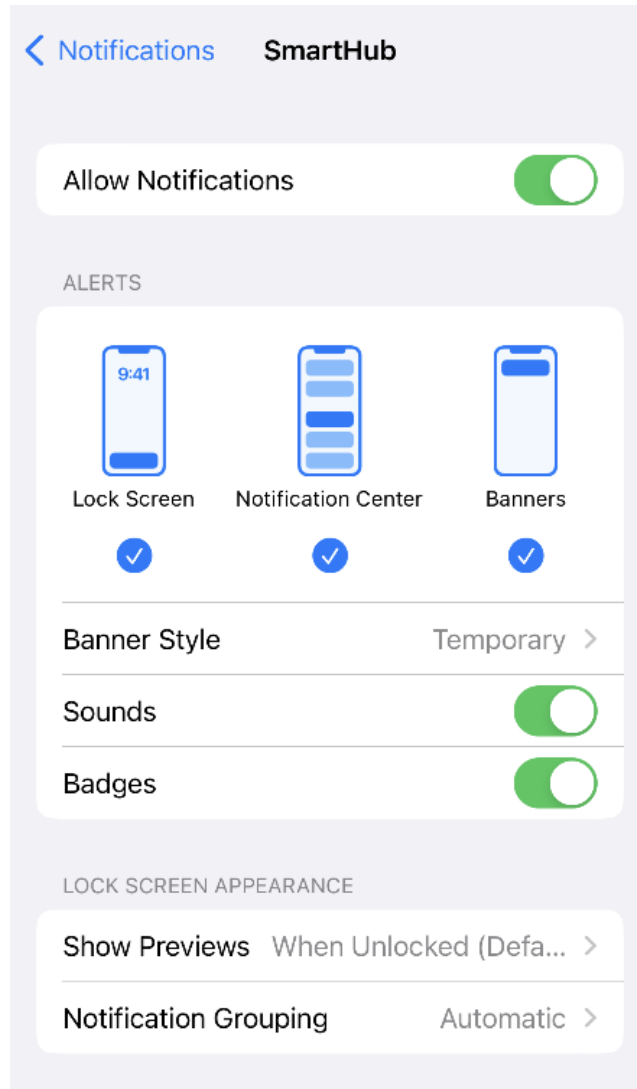 Notifications SmartHub
Allow Notifications
ALERTS
9:41
Lock Screen Notification Center Banners
Banner Style Temporary
Sounds
Badges
LOCK SCREEN APPEARANCE
Show Previews When Unlocked (Defa...
Notification Grouping Automatic